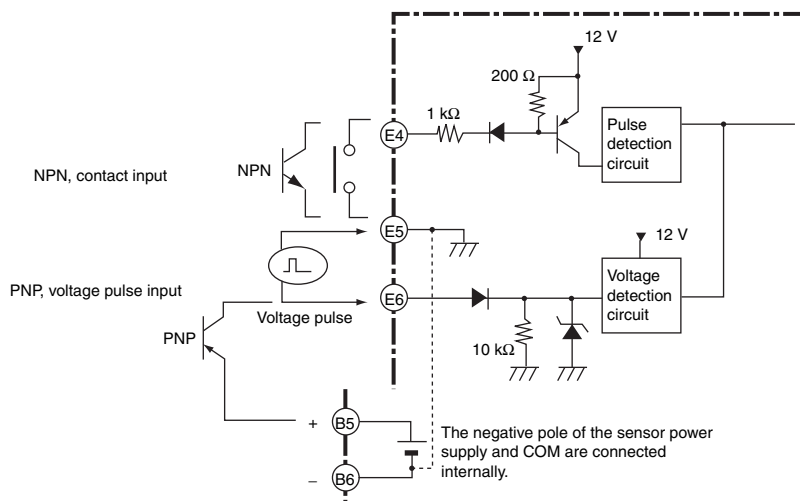 12 V
200 Ω
1 kΩ
E4
Pulse
detection
circuit
NPN
NPN, contact input
E5
12 V
PNP, voltage pulse input
E6
Voltage
detection
circuit
Voltage pulse
PNP
10 kΩ
+
B5
The negative pole of the sensor power
supply and COM are connected
internally.
–
B6